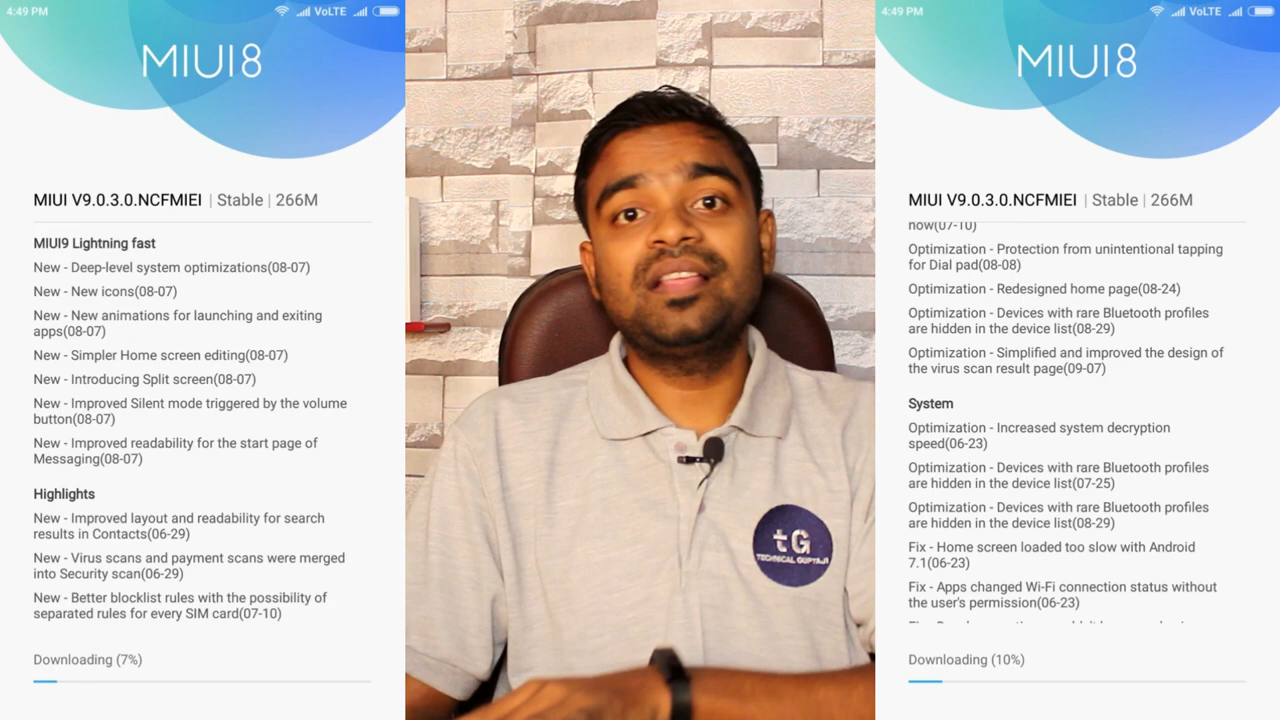 4:49 PM
VoLTE
MIUI8
MIUI V9.0.3.0.NCFMIEI | Stable | 266M
MIUI9 Lightning fast
New - Deep-level system optimizations(08-07)
New - New icons(08-07)
New - New animations for launching and exiting
apps(08-07)
New - Simpler Home screen editing(08-07)
New - Introducing Split screen(08-07)
New - Improved Silent mode triggered by the volume
button(08-07)
New - Improved readability for the start page of
Messaging(08-07)
Highlights
New - Improved layout and readability for search
results in Contacts(06-29)
New - Virus scans and payment scans were merged
into Security scan(06-29)
New - Better blocklist rules with the possibility of
separated rules for every SIM card(07-10)
Downloading (7%)
tG
TECHNICAL GUPTAJI
4:49 PM
VoLTE
MIUI8
MIUI V9.0.3.0.NCFMIEI | Stable | 266M
now(07-10)
Optimization - Protection from unintentional tapping
for Dial pad(08-08)
Optimization - Redesigned home page(08-24)
Optimization - Devices with rare Bluetooth profiles
are hidden in the device list(08-29)
Optimization - Simplified and improved the design of
the virus scan result page(09-07)
System
Optimization - Increased system decryption
speed(06-23)
Optimization - Devices with rare Bluetooth profiles
are hidden in the device list(07-25)
Optimization - Devices with rare Bluetooth profiles
are hidden in the device list(08-29)
Fix - Home screen loaded too slow with Android
7.1(06-23)
Fix - Apps changed Wi-Fi connection status without
the user's permission(06-23)
Downloading (10%)